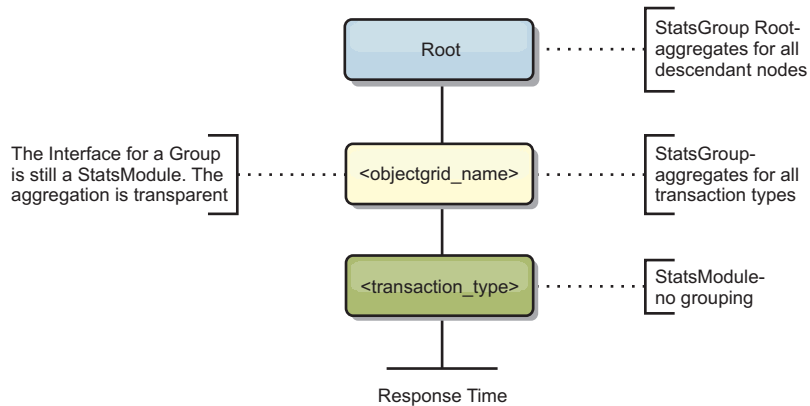 Root
StatsGroup Root-
aggregates for all
descendant nodes
The Interface for a Group
is still a StatsModule. The
aggregation is transparent
<objectgrid_name>
StatsGroup-
aggregates for all
transaction types
<transaction_type>
StatsModule-
no grouping
Response Time